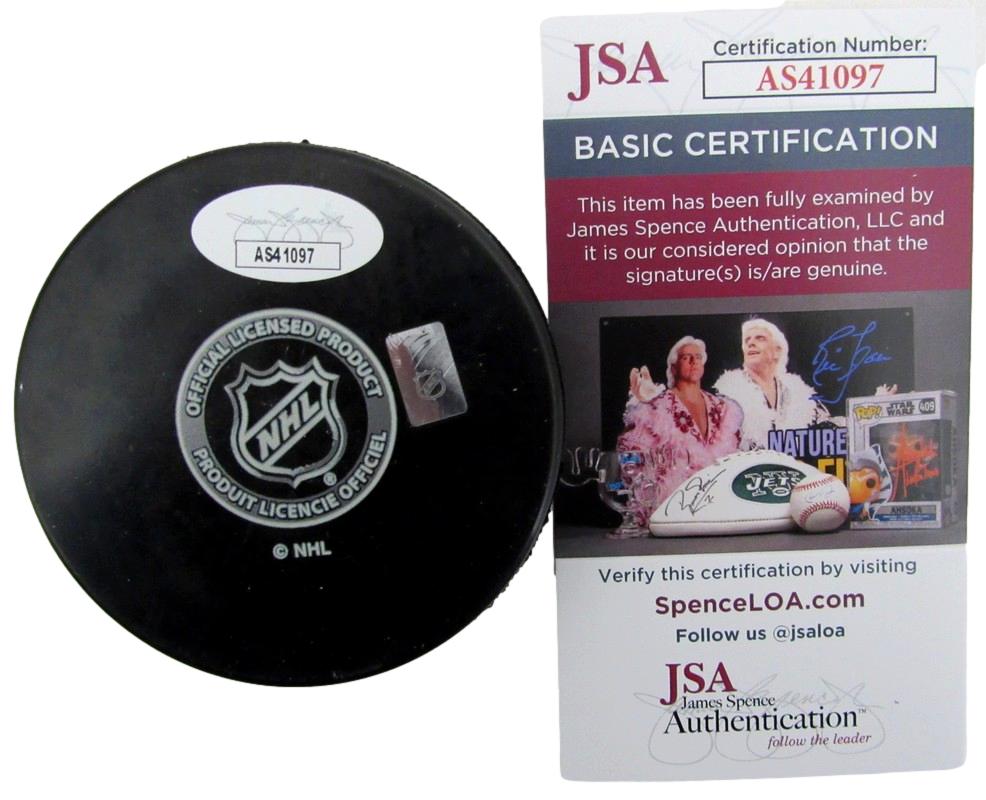 AS41097
OFFICIAL LICENSED PRODUCT
NHL
®
PRODUIT LICENCIE OFFICIEL
© NHL
JSA
Certification Number:
AS41097
BASIC CERTIFICATION
This item has been fully examined by
James Spence Authentication, LLC and
it is our considered opinion that the
signature(s) is/are genuine.
NATURE
JETS
POP!
STAR WARS
409
AHSOKA
Verify this certification by visiting
SpenceLOA.com
Follow us @jsaloa
JSA
James Spence
Authentication™
follow the leader